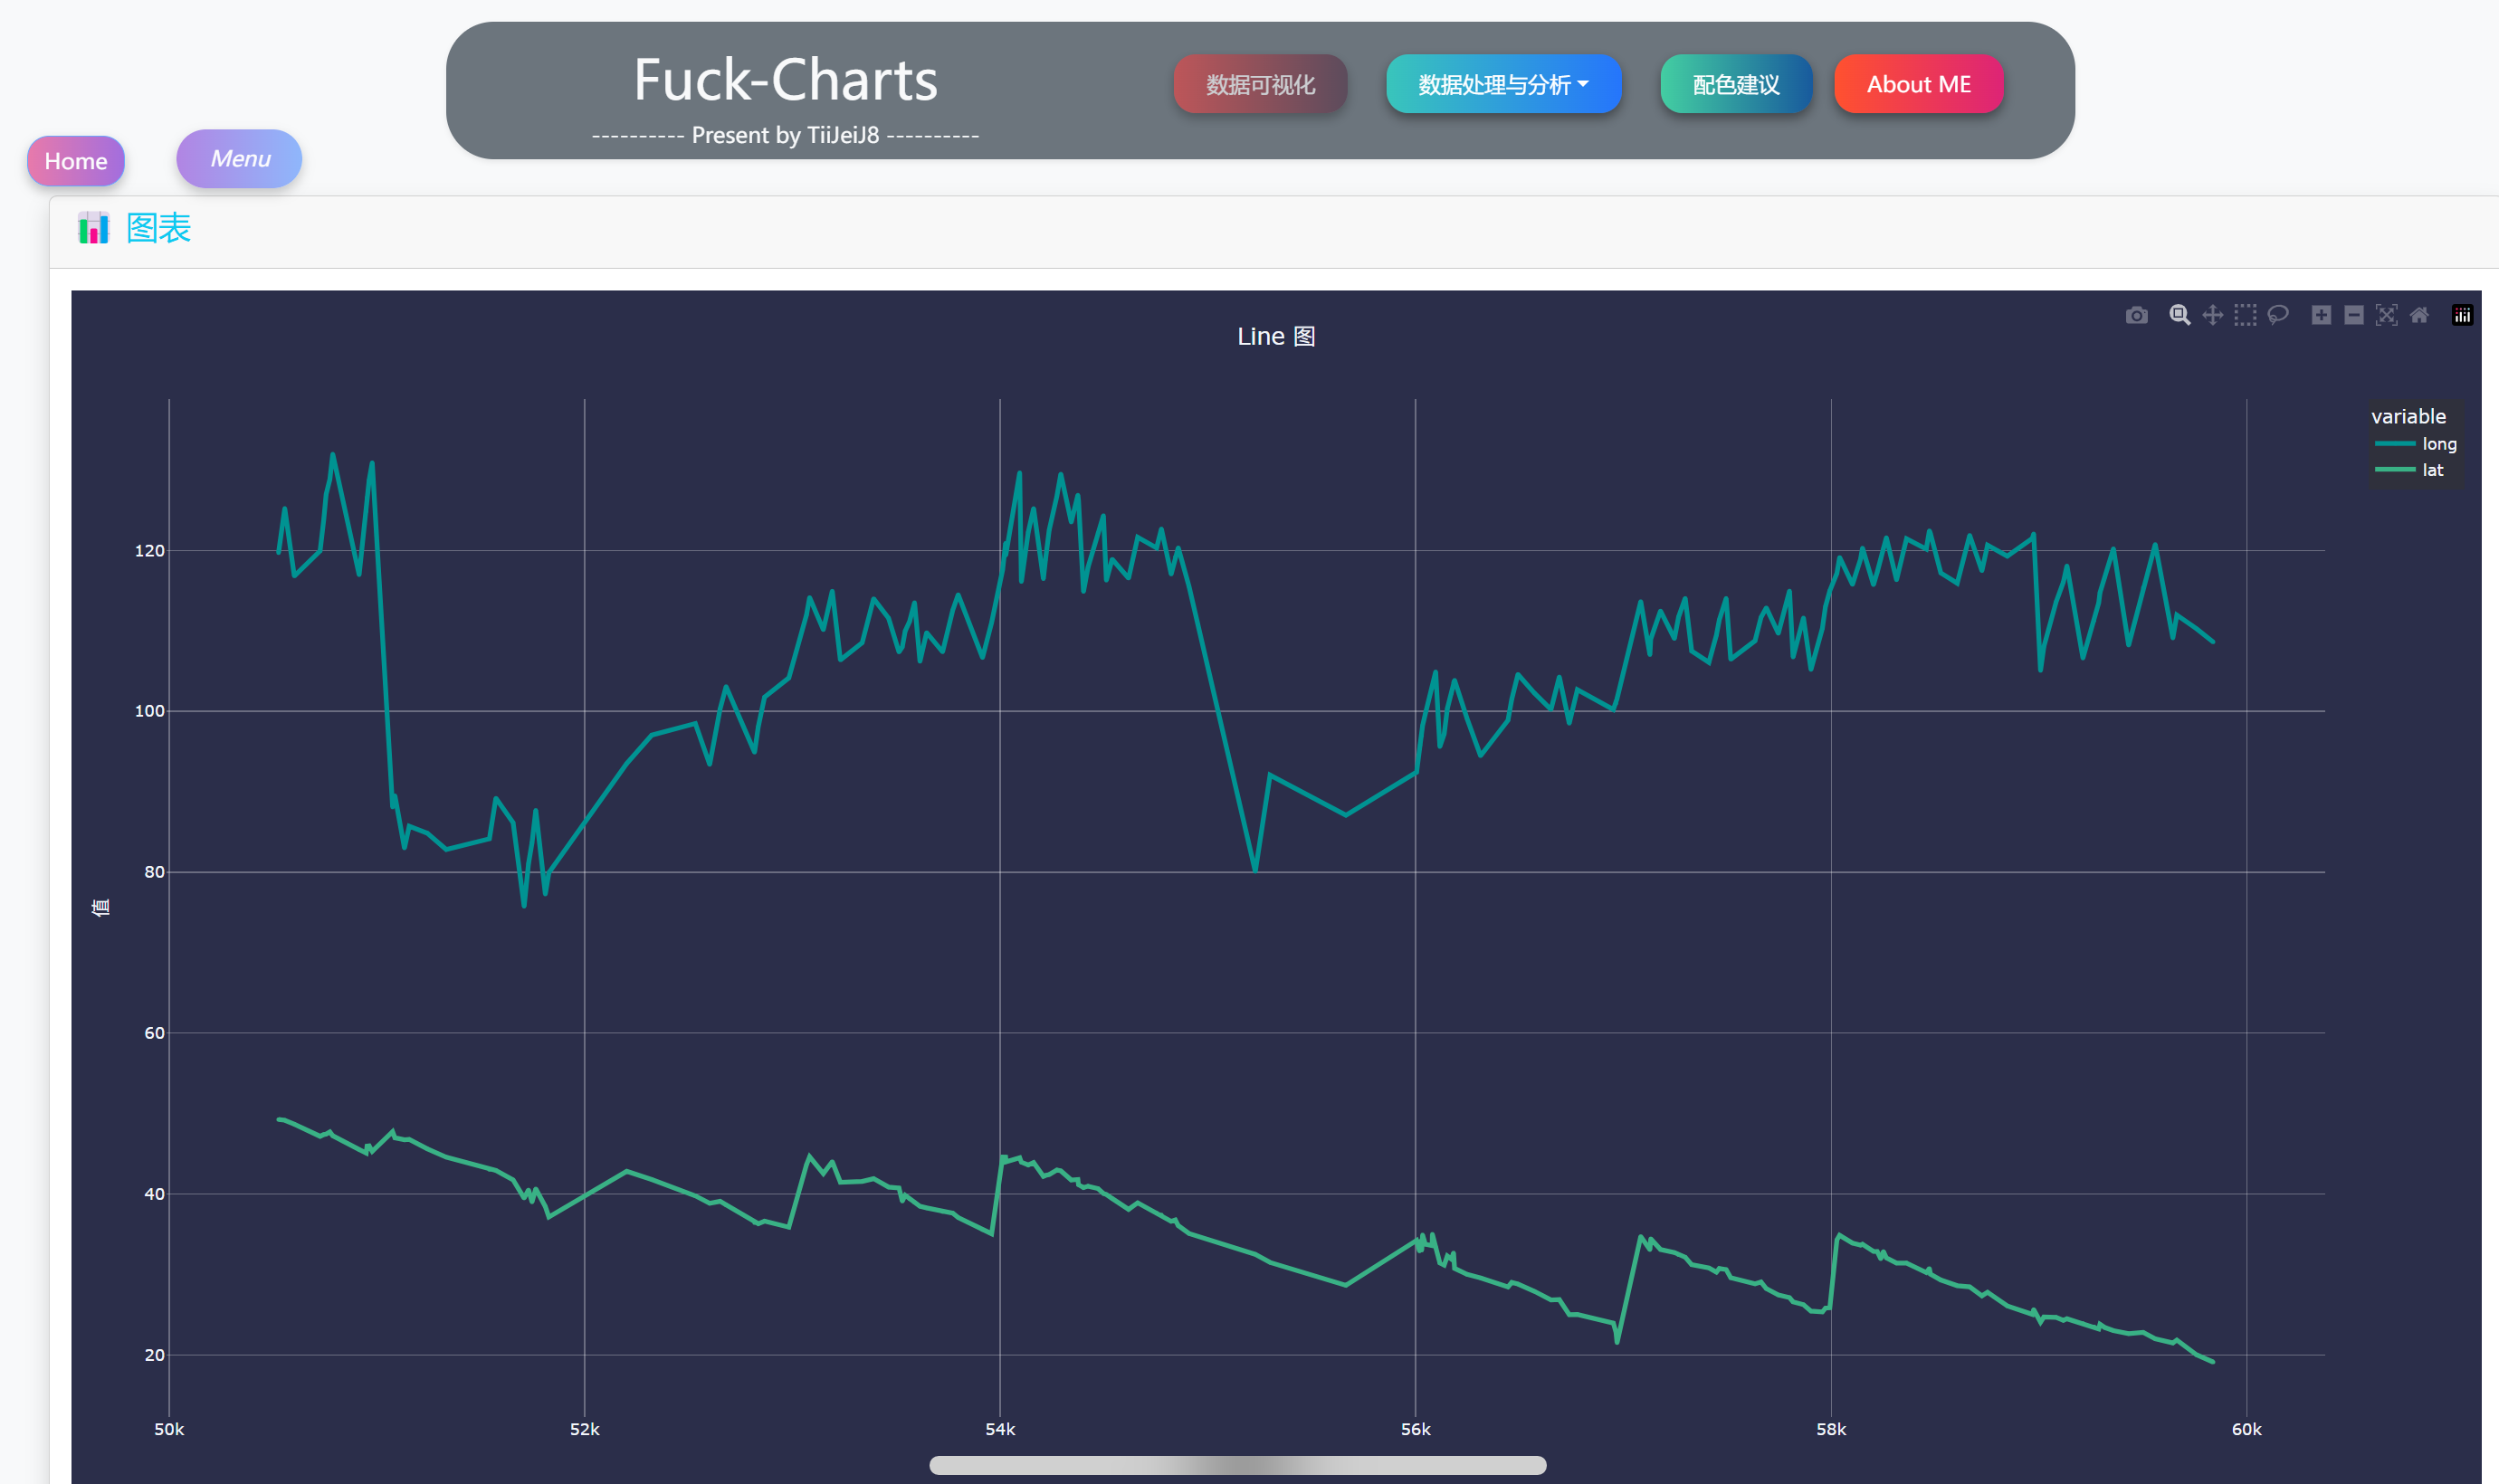 Fuck-Charts
---------- Present by TiiJeiJ8 ----------
数据可视化
数据处理与分析
配色建议
About ME
Home
Menu
图表
Line 图
variable
long
lat
120
100
80
60
40
20
值
50k
52k
54k
56k
58k
60k